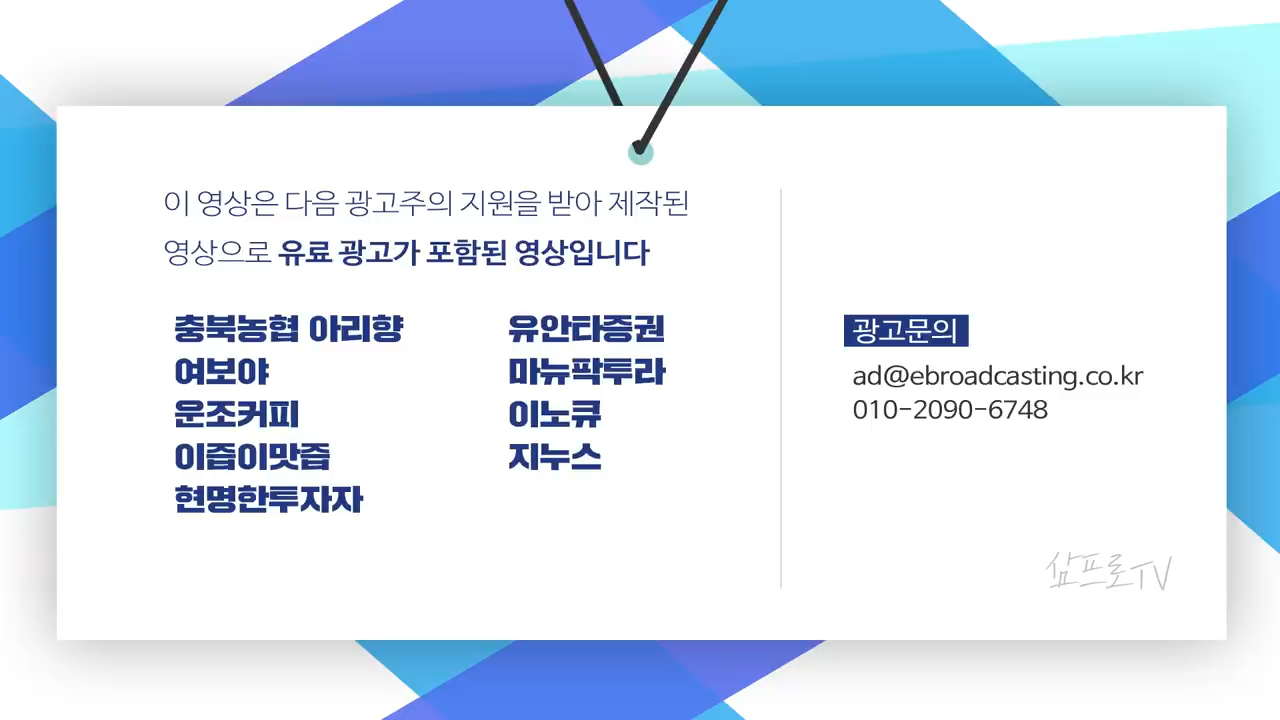 이 영상은 다음 광고주의 지원을 받아 제작된
영상으로 유료 광고가 포함된 영상입니다
충북농협 아리향
여보야
운조커피
이즙이맛즙
현명한투자자
유안타증권
마뉴팍투라
이노큐
지누스
광고문의
ad@ebroadcasting.co.kr
010-2090-6748
삼프로TV